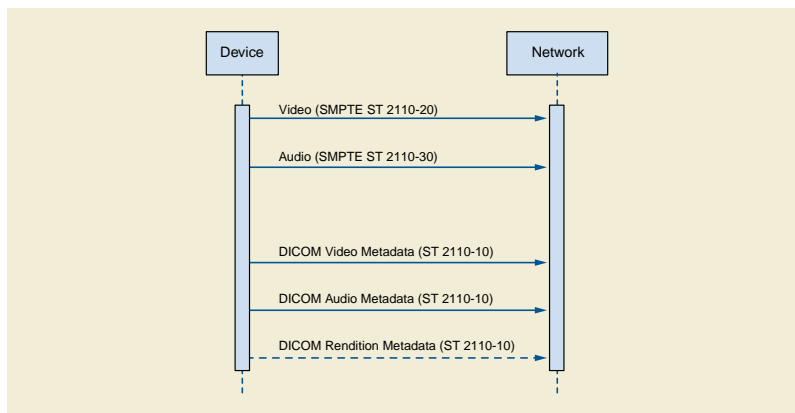 Device
Network
Video (SMPTE ST 2110-20)
Audio (SMPTE ST 2110-30)
DICOM Video Metadata (ST 2110-10)
DICOM Audio Metadata (ST 2110-10)
DICOM Rendition Metadata (ST 2110-10)